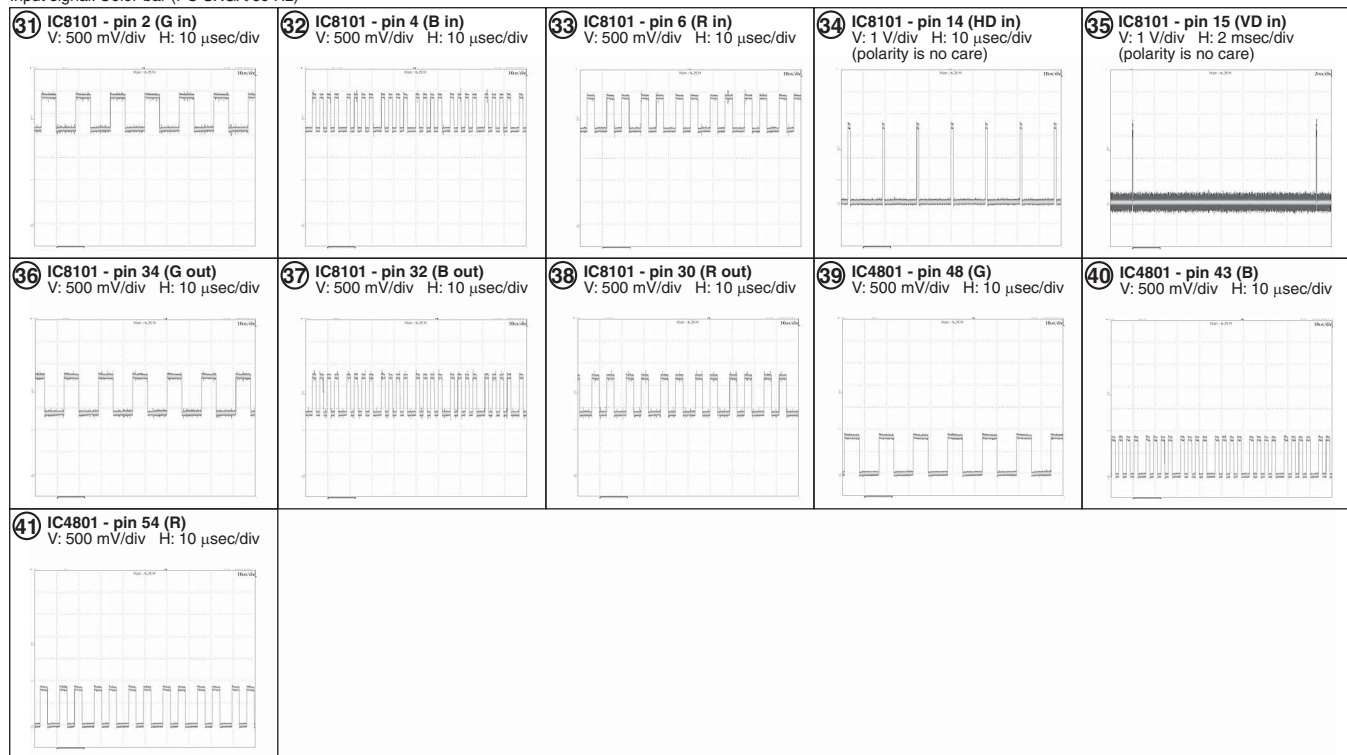 31 IC8101 - pin 2 (G in)
V: 500 mV/div H: 10 μsec/div
32 IC8101 - pin 4 (B in)
V: 500 mV/div H: 10 μsec/div
33 IC8101 - pin 6 (R in)
V: 500 mV/div H: 10 μsec/div
34 IC8101 - pin 14 (HD in)
V: 1 V/div H: 10 μsec/div
(polarity is no care)
35 IC8101 - pin 15 (VD in)
V: 1 V/div H: 2 msec/div
(polarity is no care)
36 IC8101 - pin 34 (G out)
V: 500 mV/div H: 10 μsec/div
37 IC8101 - pin 32 (B out)
V: 500 mV/div H: 10 μsec/div
38 IC8101 - pin 30 (R out)
V: 500 mV/div H: 10 μsec/div
39 IC4801 - pin 48 (G)
V: 500 mV/div H: 10 μsec/div
40 IC4801 - pin 43 (B)
V: 500 mV/div H: 10 μsec/div
41 IC4801 - pin 54 (R)
V: 500 mV/div H: 10 μsec/div